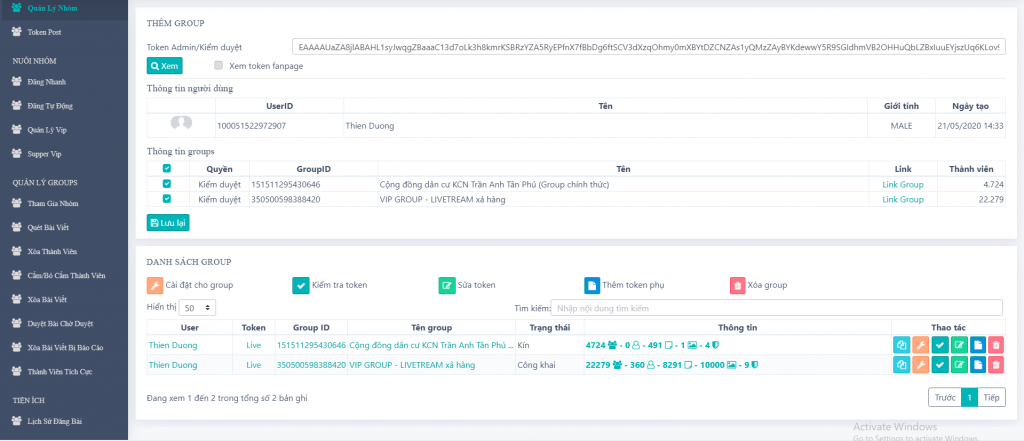 Quản Lý Nhóm
Token Post
NUÔI NHÓM
Đăng Nhanh
Đăng Tự Động
Quản Lý Vip
Supper Vip
QUẢN LÝ GROUPS
Tham Gia Nhóm
Quét Bài Viết
Xóa Thành Viên
Cấm/Bỏ Cấm Thành Viên
Xóa Bài Viết
Duyệt Bài Chờ Duyệt
Xóa Bài Viết Bị Báo Cáo
Thành Viên Tích Cực
TIỆN ÍCH
Lịch Sử Đăng Bài
THÊM GROUP
Token Admin/Kiểm duyệt
Xem Xem token fanpage
Thông tin người dùng
UserID Tên Giới tính Ngày tạo
100051522972907 Thien Duong MALE 21/05/2020 14:33
Thông tin groups
Quyền GroupID Tên Link Thành viên
Kiểm duyệt 151511295430646 Cộng đồng dân cư KCN Trần Anh Tân Phú (Group chính thức) Link Group 4.724
Kiểm duyệt 350500598388420 VIP GROUP - LIVETREAM xả hàng Link Group 22.279
Lưu lại
DANH SÁCH GROUP
Cài đặt cho group Kiểm tra token Sửa token Thêm token phụ Xóa group
Hiển thị 50 Tìm kiếm: Nhập nội dung tìm kiếm
User Token Group ID Tên group Trạng thái Thông tin Thao tác
Thien Duong Live 151511295430646 Cộng đồng dân cư KCN Trần Anh Tân Phú ... Kín 4724 - 0 - 491 - 1 - 4
Thien Duong Live 350500598388420 VIP GROUP - LIVETREAM xả hàng Công khai 22279 - 360 - 8291 - 10000 - 9
Đang xem 1 đến 2 trong tổng số 2 bản ghi Trước 1 Tiếp
Activate Windows
Go to Settings to activate Windows.